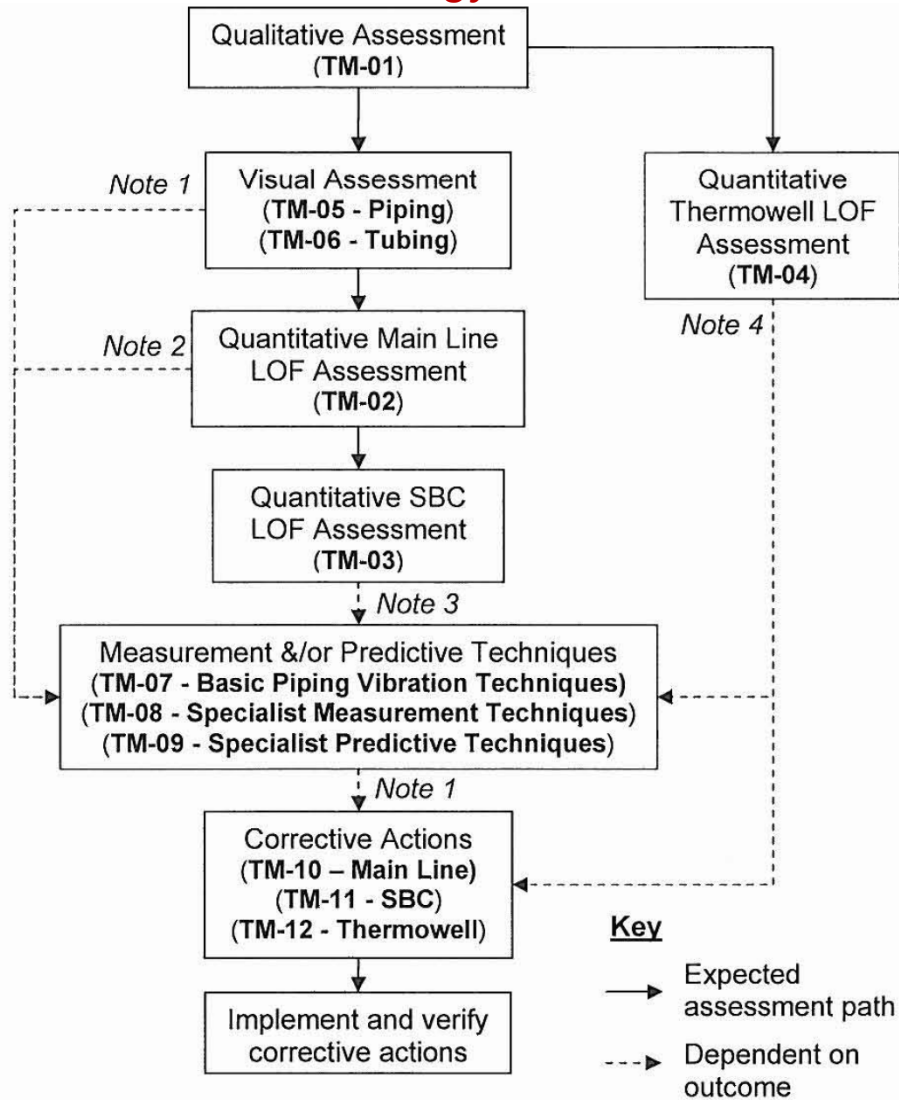 gy
Qualitative Assessment
(TM-01)
Note 1
Visual Assessment
(TM-05 - Piping)
(TM-06 - Tubing)
Quantitative
Thermowell LOF
Assessment
(TM-04)
Note 2
Quantitative Main Line
LOF Assessment
(TM-02)
Note 4
Quantitative SBC
LOF Assessment
(TM-03)
Note 3
Measurement &/or Predictive Techniques
(TM-07 - Basic Piping Vibration Techniques)
(TM-08 - Specialist Measurement Techniques)
(TM-09 - Specialist Predictive Techniques)
Note 1
Corrective Actions
(TM-10 – Main Line)
(TM-11 - SBC)
(TM-12 - Thermowell)
Implement and verify
corrective actions
Key
Expected
assessment path
Dependent on
outcome